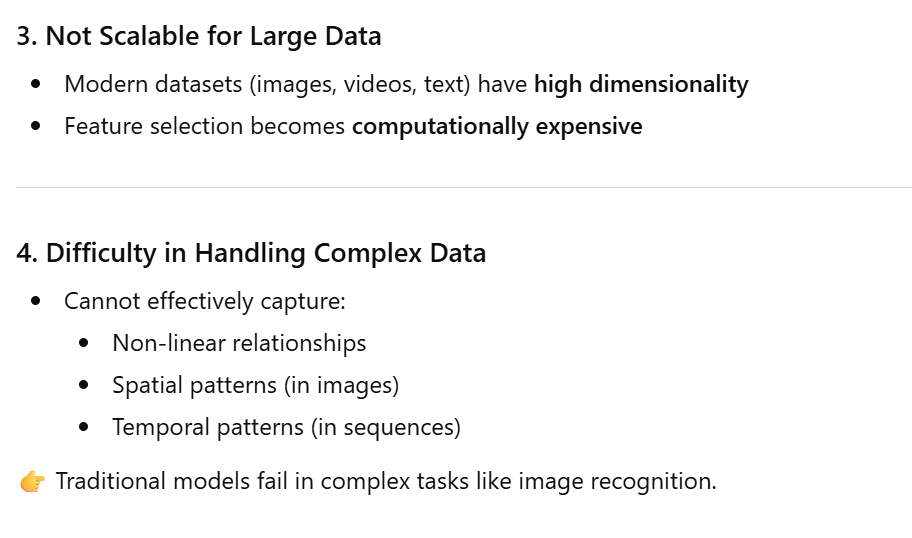 3. Not Scalable for Large Data
• Modern datasets (images, videos, text) have high dimensionality
• Feature selection becomes computationally expensive
4. Difficulty in Handling Complex Data
• Cannot effectively capture:
• Non-linear relationships
• Spatial patterns (in images)
• Temporal patterns (in sequences)
👉 Traditional models fail in complex tasks like image recognition.